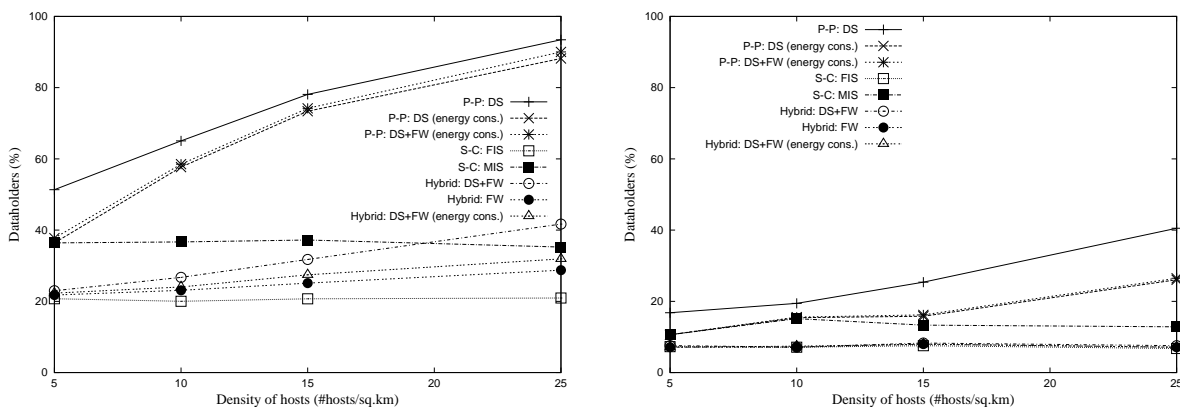 100
80
60
40
20
0
Dataholders (%)
P-P: DS
P-P: DS (energy cons.)
P-P: DS+FW (energy cons.)
S-C: FIS
S-C: MIS
Hybrid: DS+FW
Hybrid: FW
Hybrid: DS+FW (energy cons.)
5 10 15 20 25
Density of hosts (#hosts/sq.km)
100
80
60
40
20
0
Dataholders (%)
P-P: DS
P-P: DS (energy cons.)
P-P: DS+FW (energy cons.)
S-C: FIS
S-C: MIS
Hybrid: DS+FW
Hybrid: FW
Hybrid: DS+FW (energy cons.)
5 10 15 20 25
Density of hosts (#hosts/sq.km)